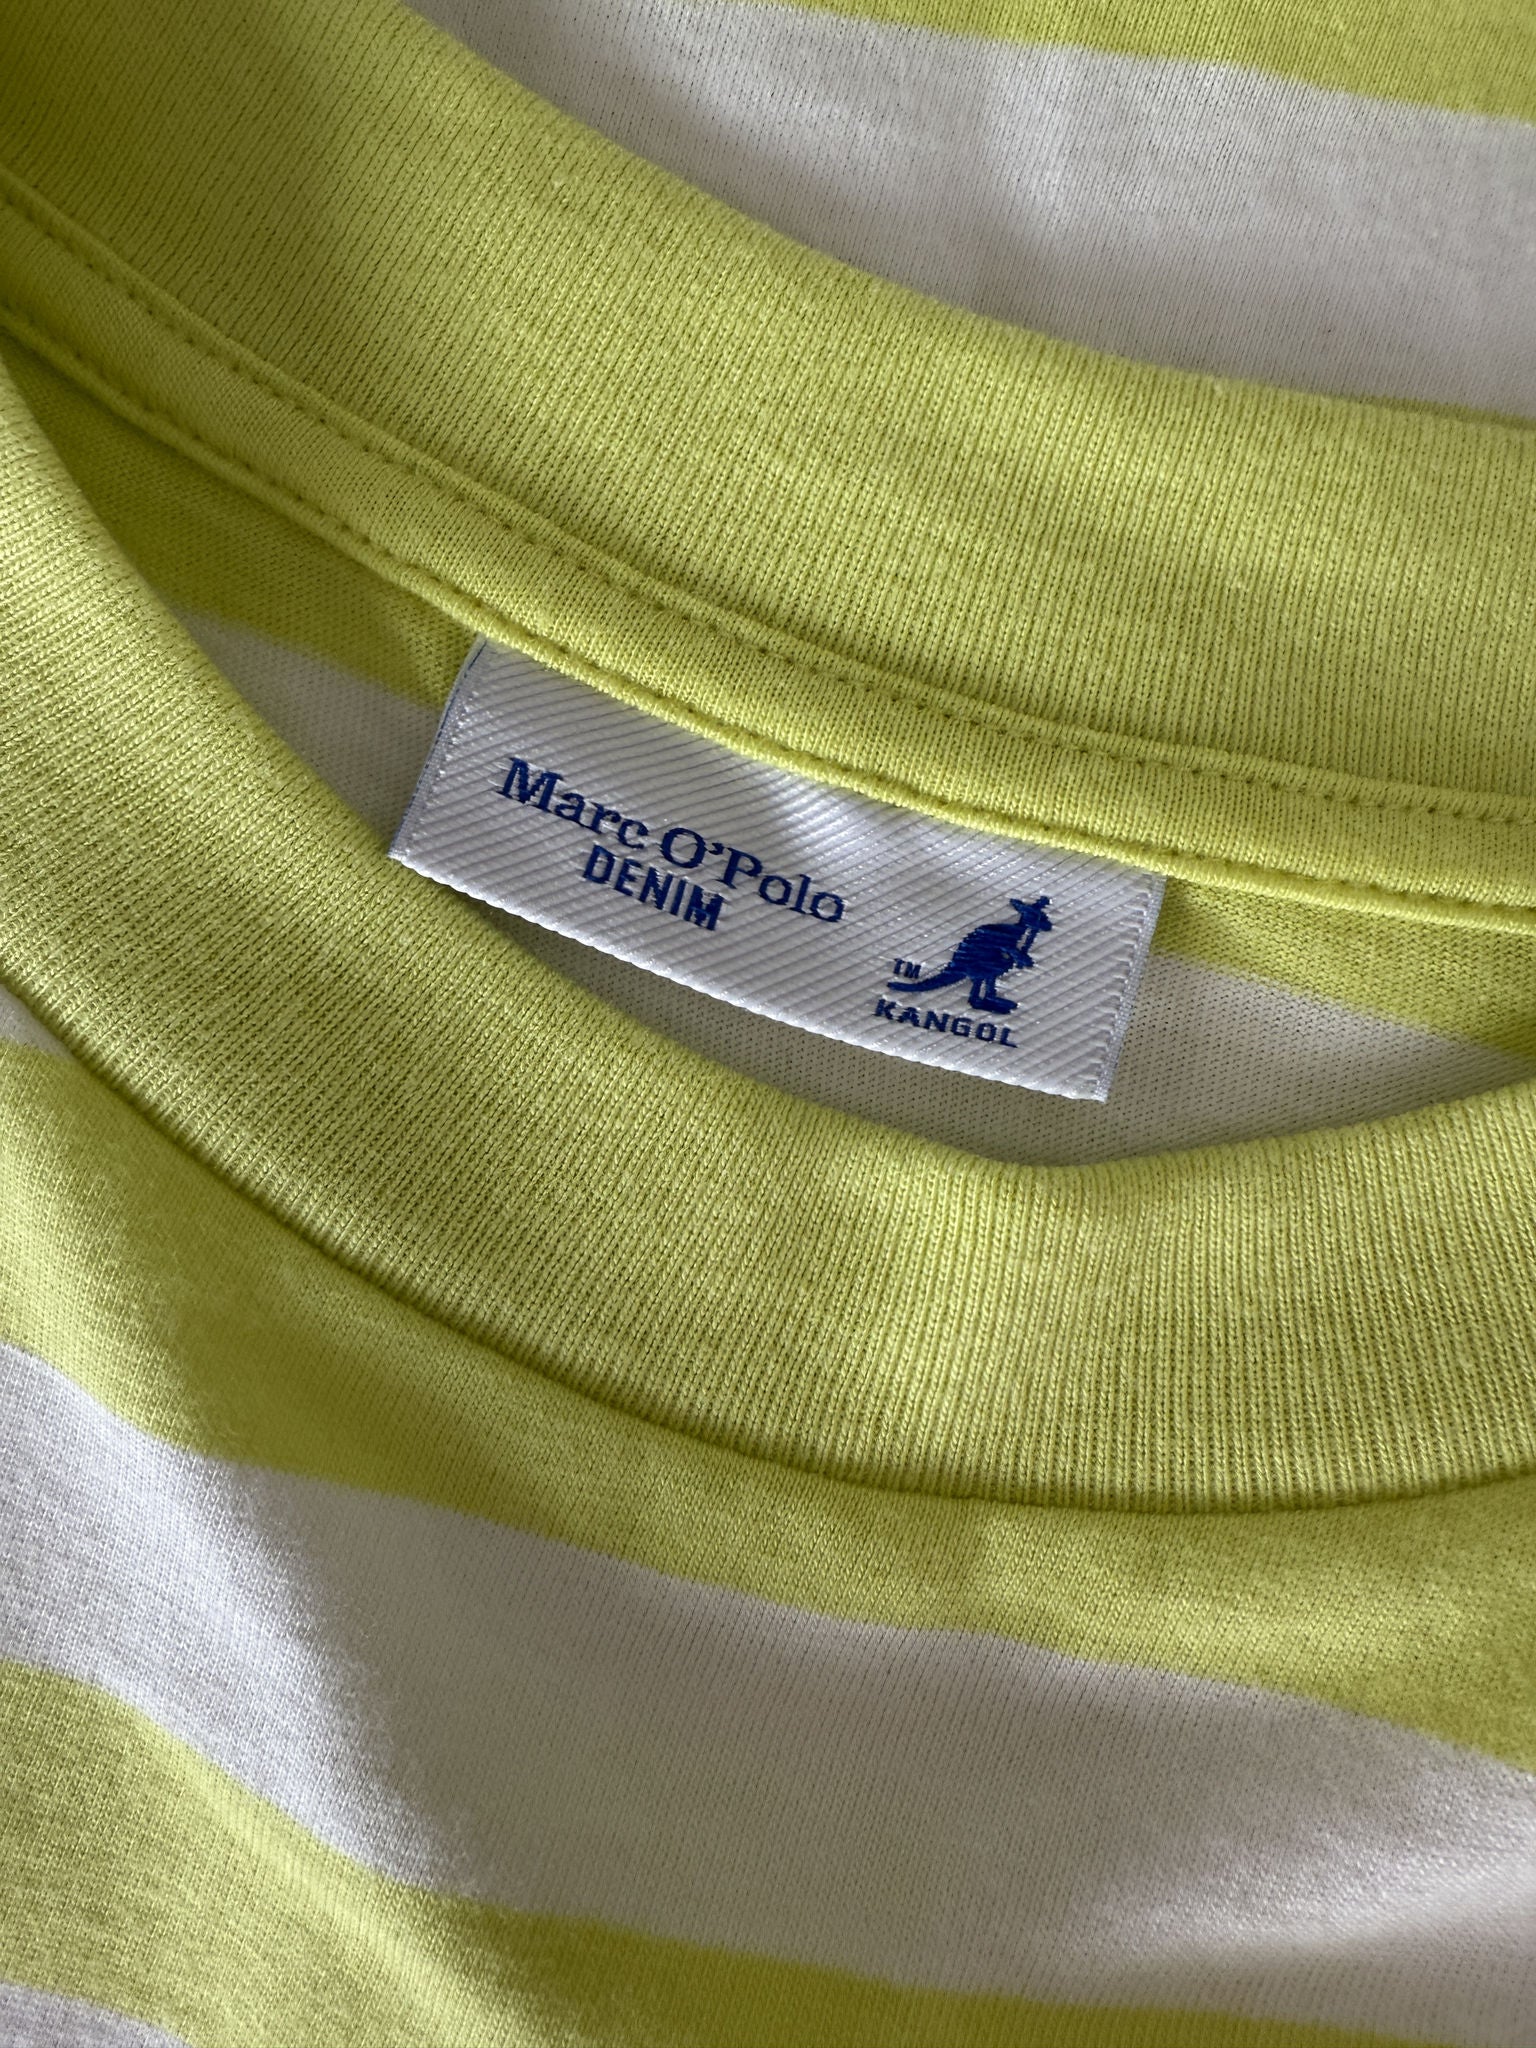 Marc O'Polo
DENIM
TM
KANGOL